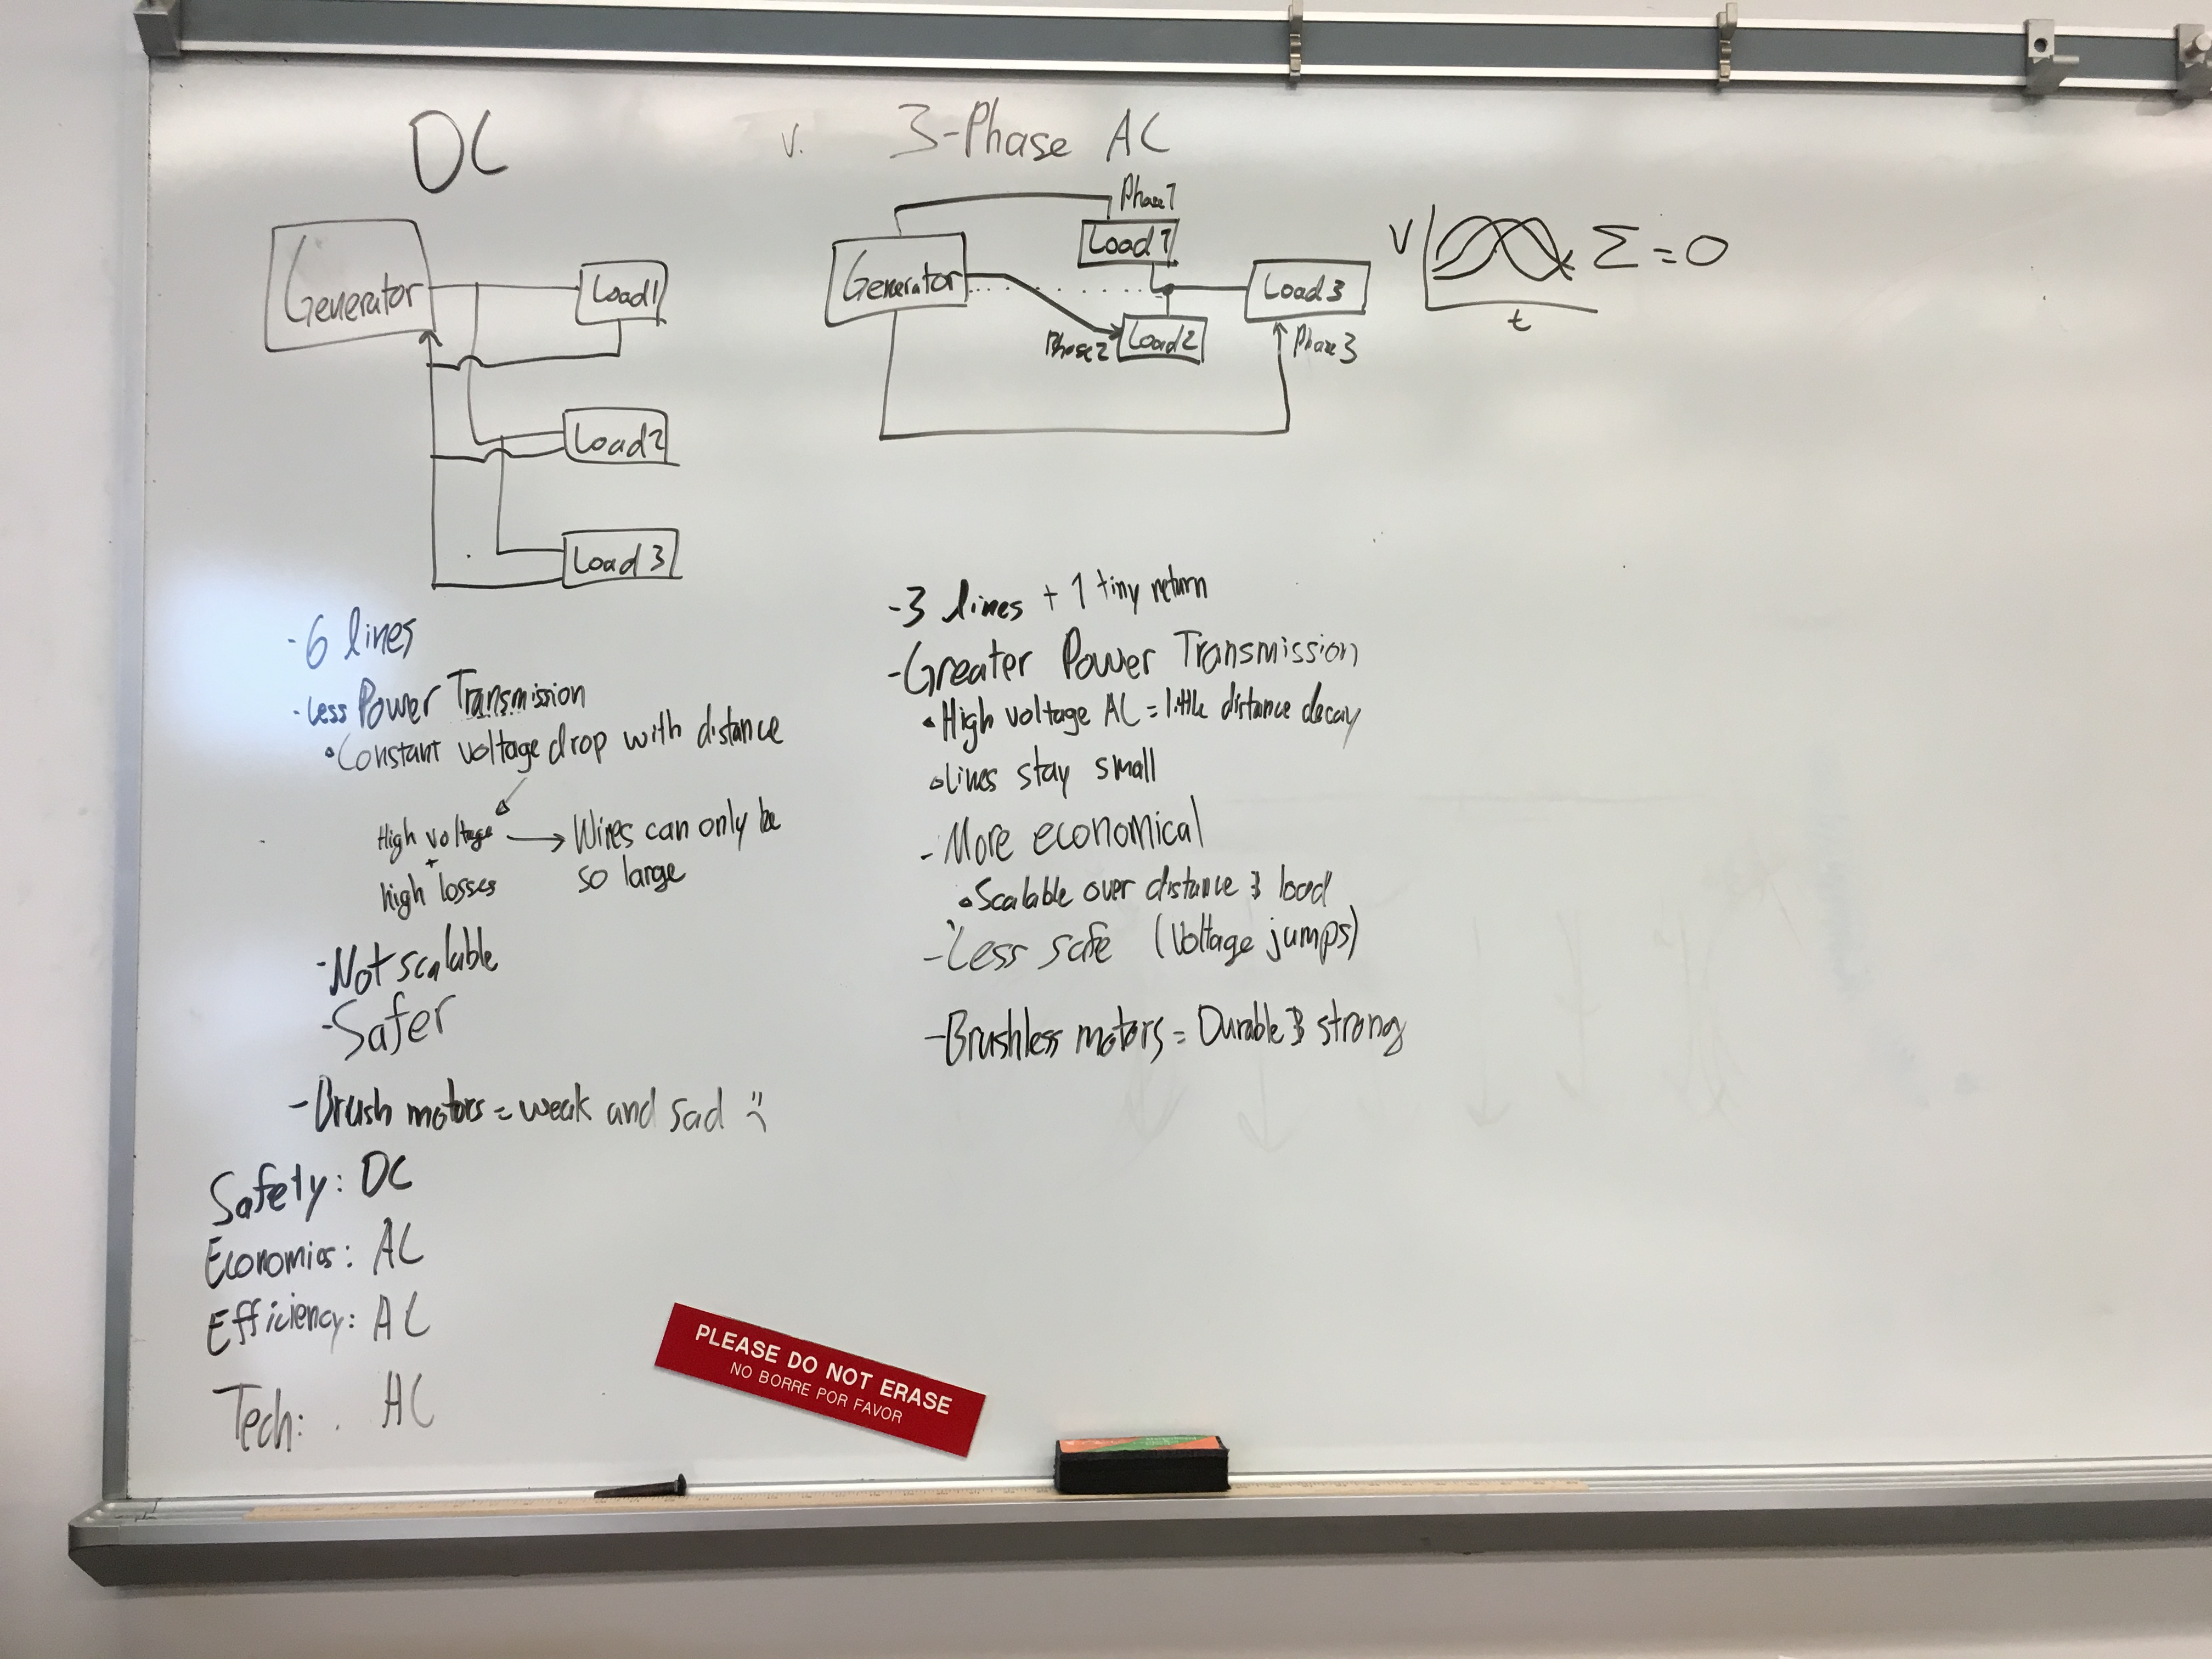 DC v. 3-Phase AC
Generator
Load1
Load2
Load 3
Generator
Phase 1
Load 1
Phase 2
Load2
Load 3
Phase 3
V
t
Σ = 0
- 6 lines
- Less Power Transmission
• Constant voltage drop with distance
High voltage
+
high losses
→ Wires can only be
so large
- Not scalable
- Safer
- Brush motors = weak and sad :(
- 3 lines + 1 tiny return
- Greater Power Transmission
• High voltage AC = little distance decay
• Lines stay small
- More economical
• Scalable over distance & load
- Less safe (Voltage jumps)
- Brushless motors = Durable & strong
Safety: DC
Economics: AC
Efficiency: AC
Tech: AC
PLEASE DO NOT ERASE
NO BORRE POR FAVOR